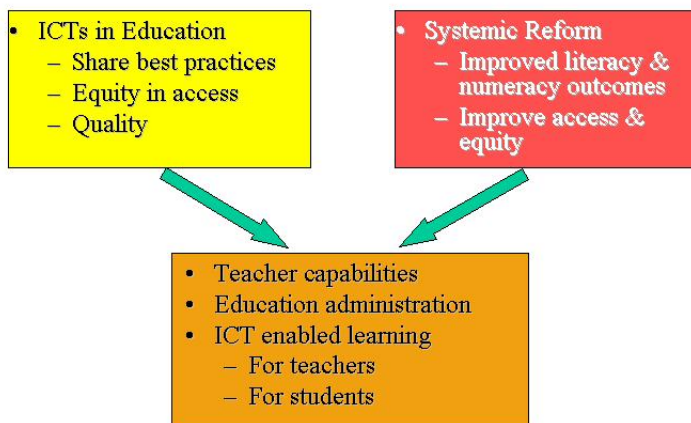 • ICTs in Education
– Share best practices
– Equity in access
– Quality
• Systemic Reform
– Improved literacy &
numeracy outcomes
– Improve access &
equity
• Teacher capabilities
• Education administration
• ICT enabled learning
– For teachers
– For students